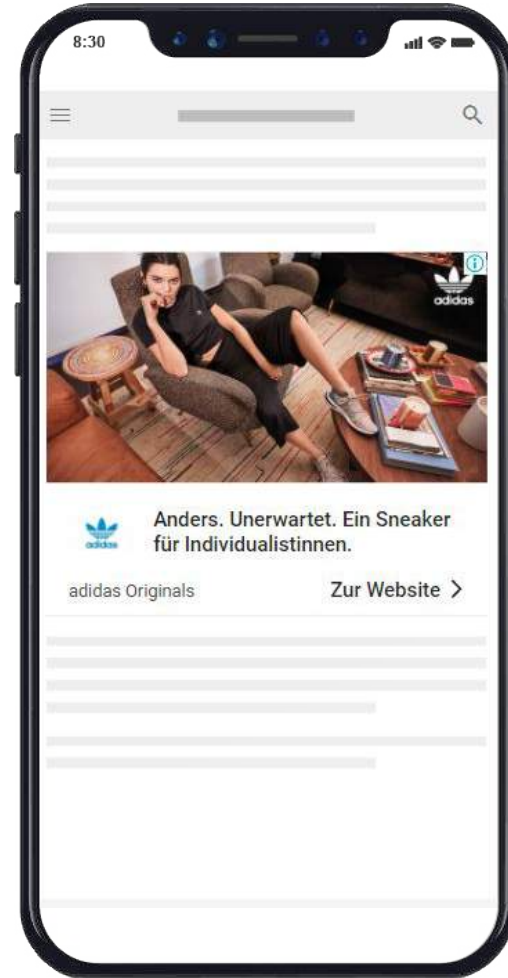 8:30
adidas
adidas
Anders. Unerwartet. Ein Sneaker
für Individualistinnen.
adidas Originals
Zur Website